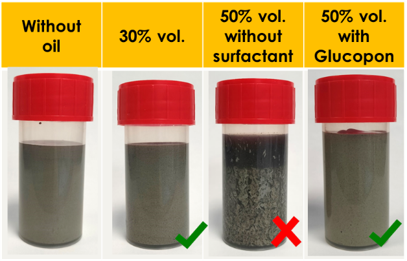 Without
oil
30% vol.
50% vol.
without
surfactant
50% vol.
with
Glucopon